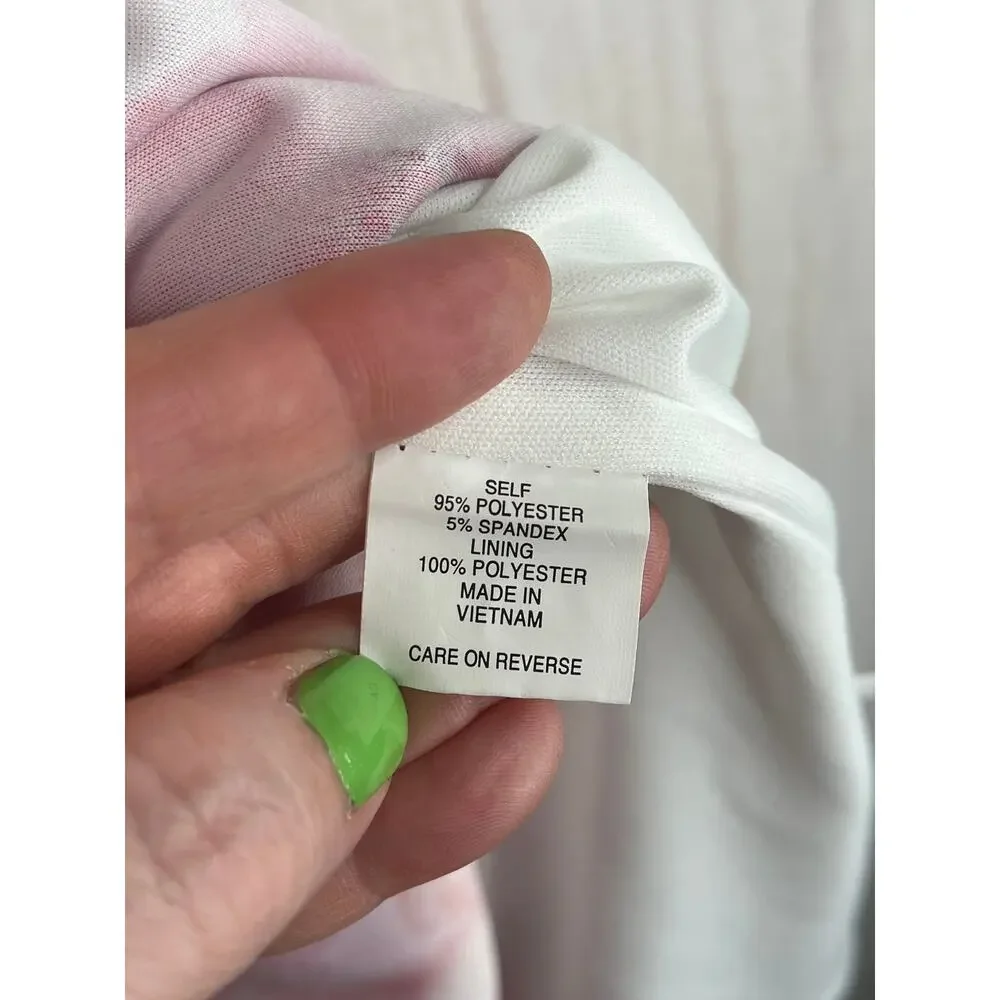 SELF
95% POLYESTER
5% SPANDEX
LINING
100% POLYESTER
MADE IN
VIETNAM
CARE ON REVERSE